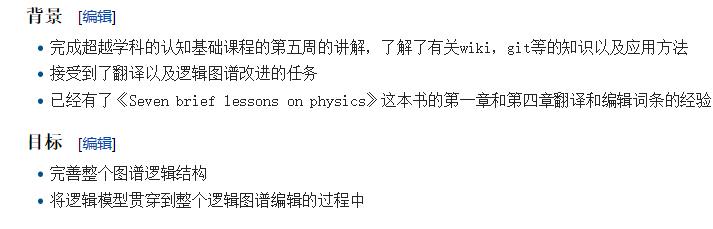 背景 [编辑]
完成超越学科的认知基础课程的第五周的讲解，了解了有关wiki，git等的知识以及应用方法
接受到了翻译以及逻辑图谱改进的任务
已经有了《Seven brief lessons on physics》这本书的第一章和第四章翻译和编辑词条的经验
目标 [编辑]
完善整个图谱逻辑结构
将逻辑模型贯穿到整个逻辑图谱编辑的过程中